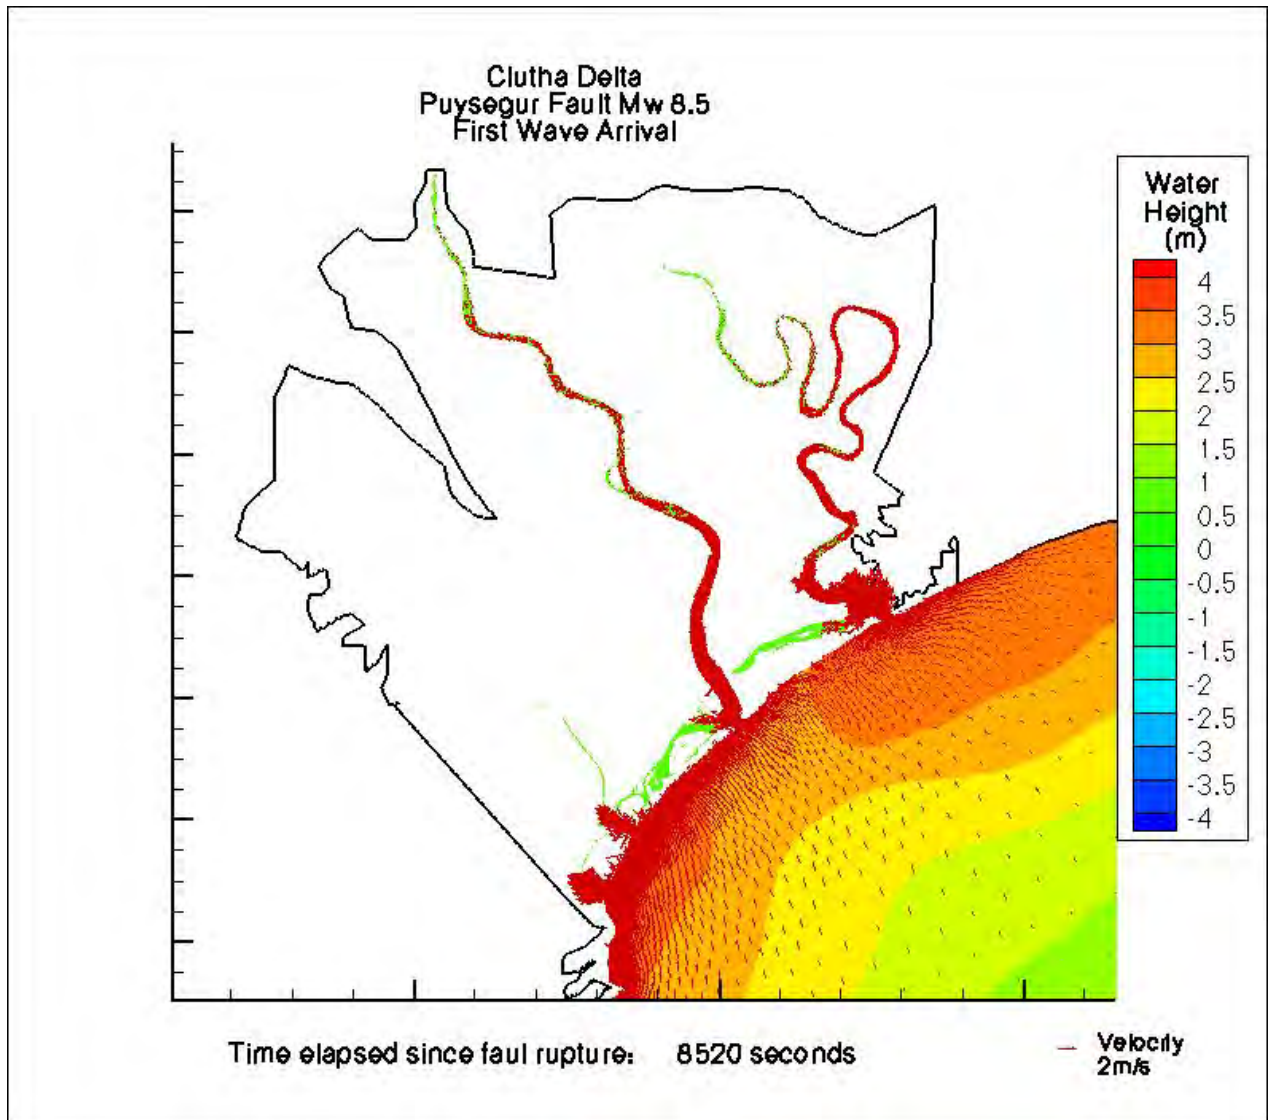 Clutha Delta
Puysegur Fault Mw 8.5
First Wave Arrival
Water
Height
(m)
4
3.5
3
2.5
2
1.5
1
0.5
0
-0.5
-1
-1.5
-2
-2.5
-3
-3.5
-4
Time elapsed since faul rupture: 8520 seconds
Velocity
2m/s